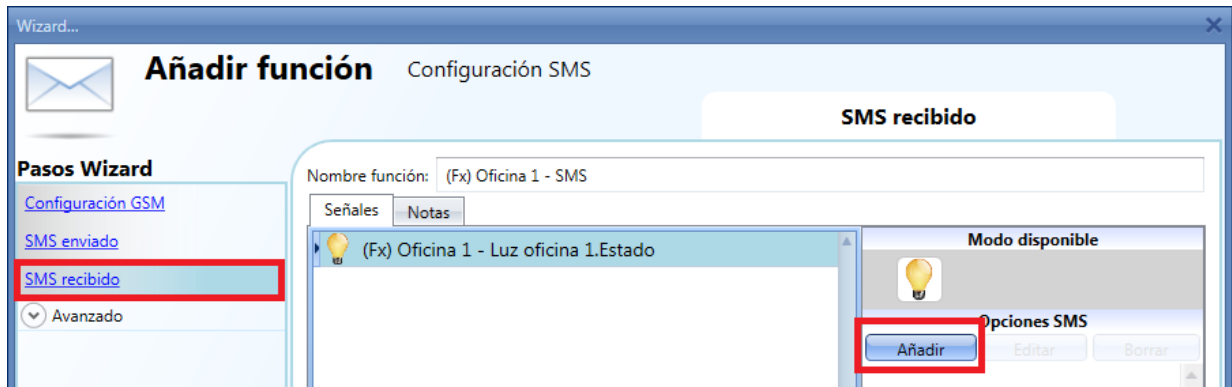 Wizard...
Añadir función
Configuración SMS
SMS recibido
Pasos Wizard
Configuración GSM
SMS enviado
SMS recibido
Avanzado
Nombre función:
(Fx) Oficina 1 - SMS
Señales
Notas
(Fx) Oficina 1 - Luz oficina 1.Estado
Modo disponible
Opciones SMS
Añadir
Editar
Borrar